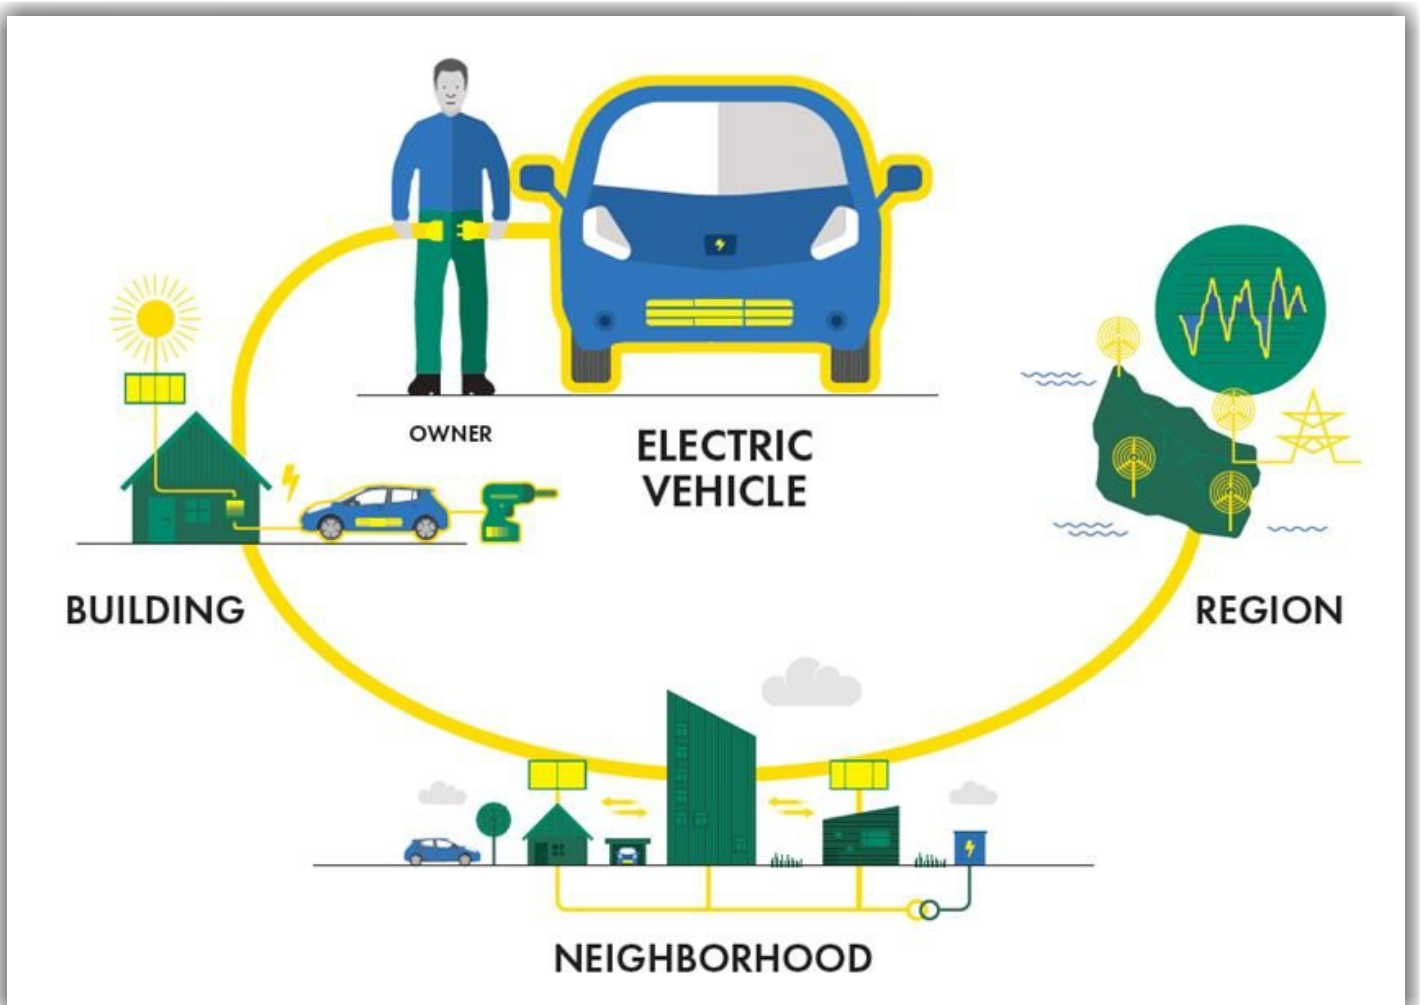 OWNER
ELECTRIC
VEHICLE
BUILDING
REGION
NEIGHBORHOOD